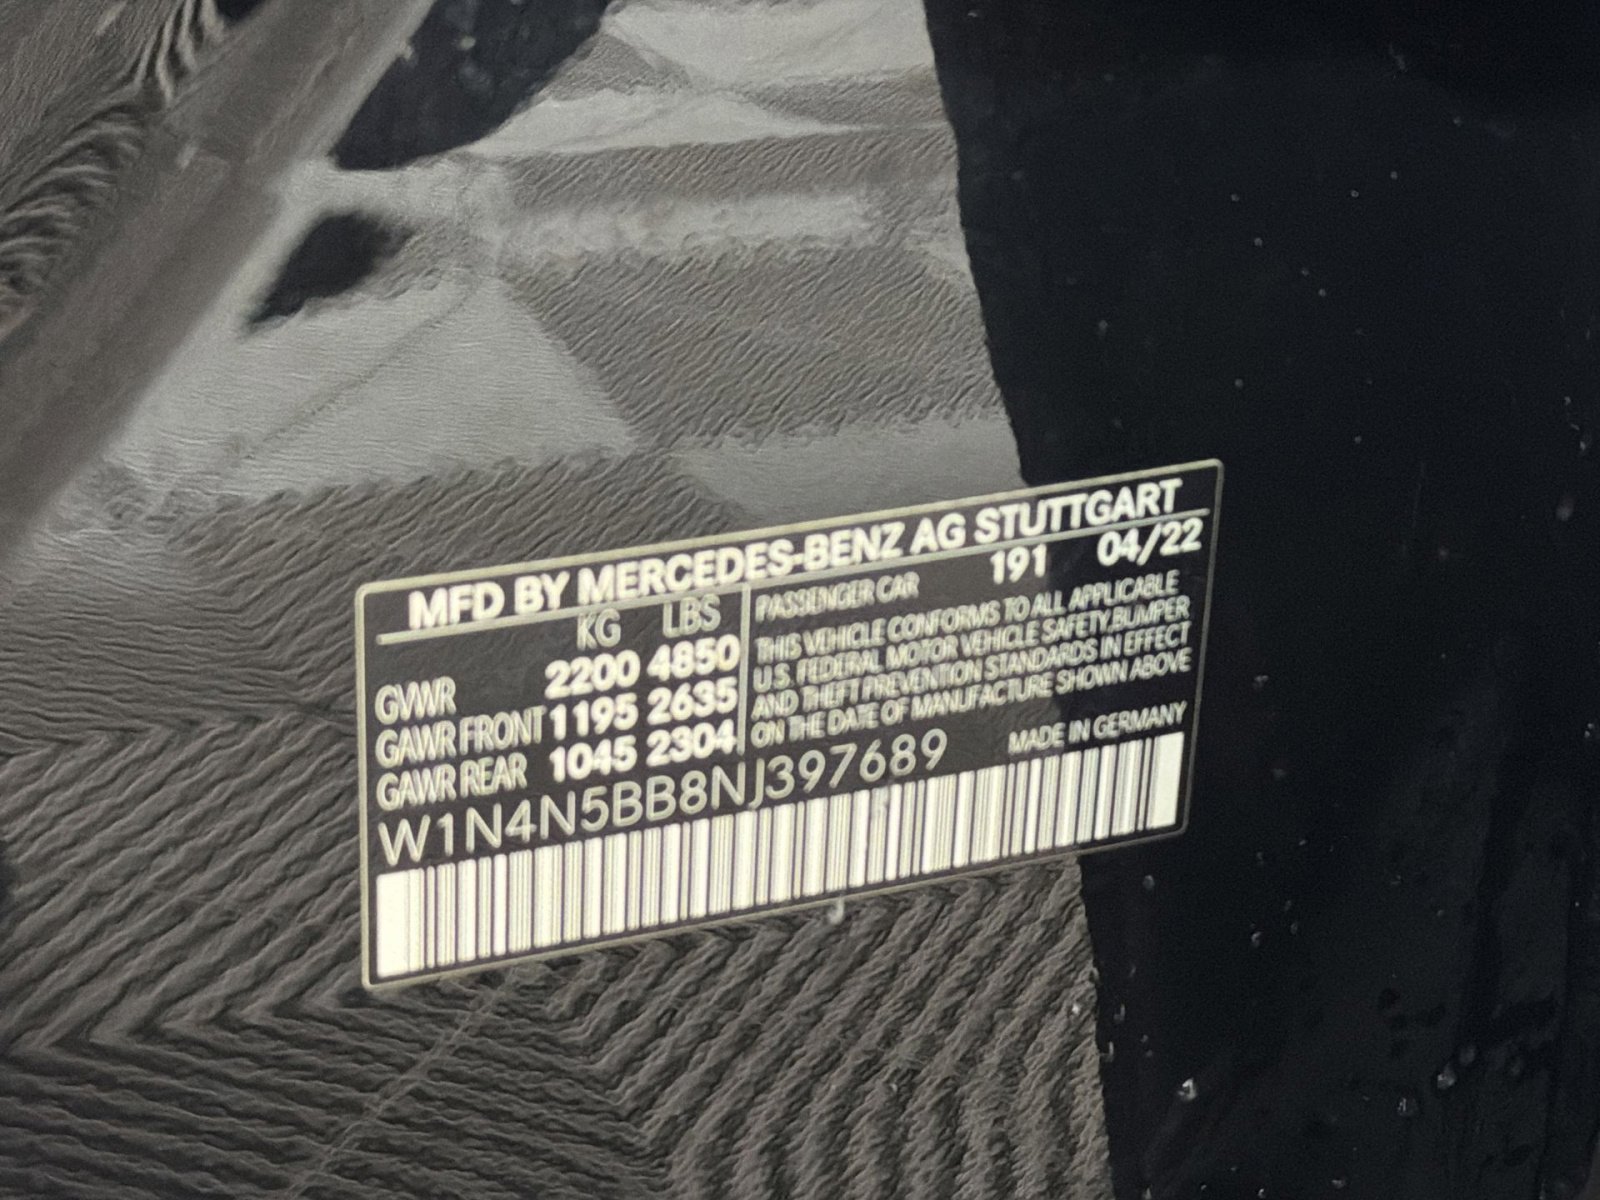 MFD BY MERCEDES-BENZ AG STUTTGART
KG LBS
GVWR 2200 4850
GAWR FRONT 1195 2635
GAWR REAR 1045 2304
191 04/22
PASSENGER CAR
THIS VEHICLE CONFORMS TO ALL APPLICABLE
U.S. FEDERAL MOTOR VEHICLE SAFETY,BUMPER
AND THEFT PREVENTION STANDARDS IN EFFECT
ON THE DATE OF MANUFACTURE SHOWN ABOVE
W1N4N5BB8NJ397689
MADE IN GERMANY